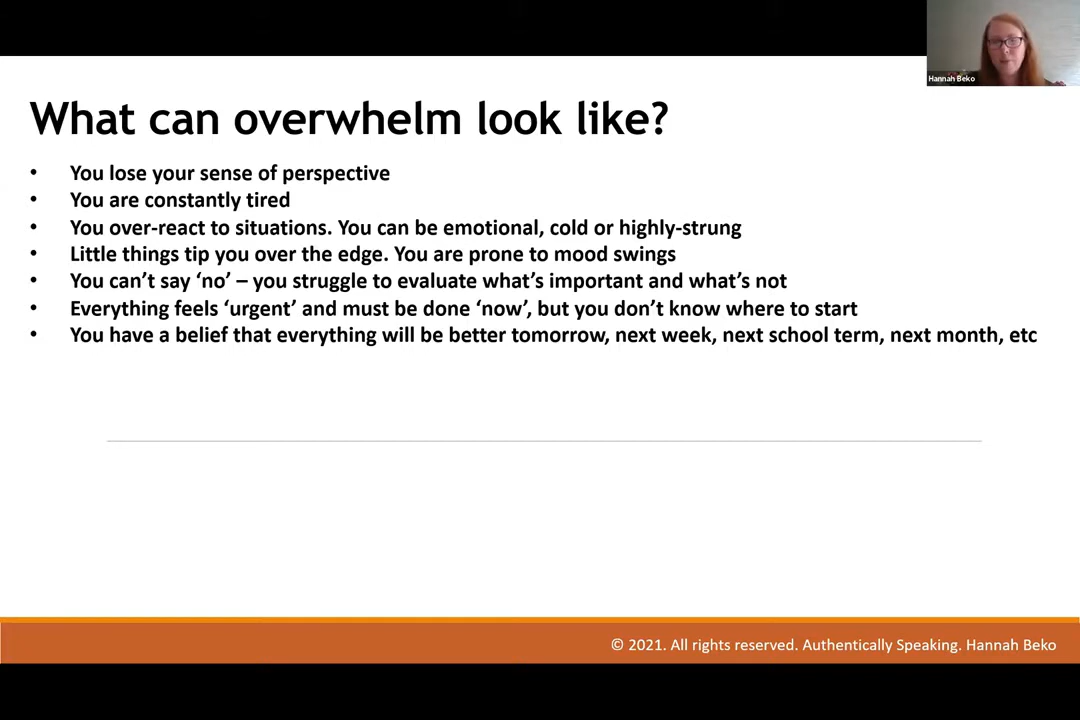 Hannah Beko
What can overwhelm look like?
• You lose your sense of perspective
• You are constantly tired
• You over-react to situations. You can be emotional, cold or highly-strung
• Little things tip you over the edge. You are prone to mood swings
• You can’t say ‘no’ – you struggle to evaluate what’s important and what’s not
• Everything feels ‘urgent’ and must be done ‘now’, but you don’t know where to start
• You have a belief that everything will be better tomorrow, next week, next school term, next month, etc
© 2021. All rights reserved. Authentically Speaking. Hannah Beko